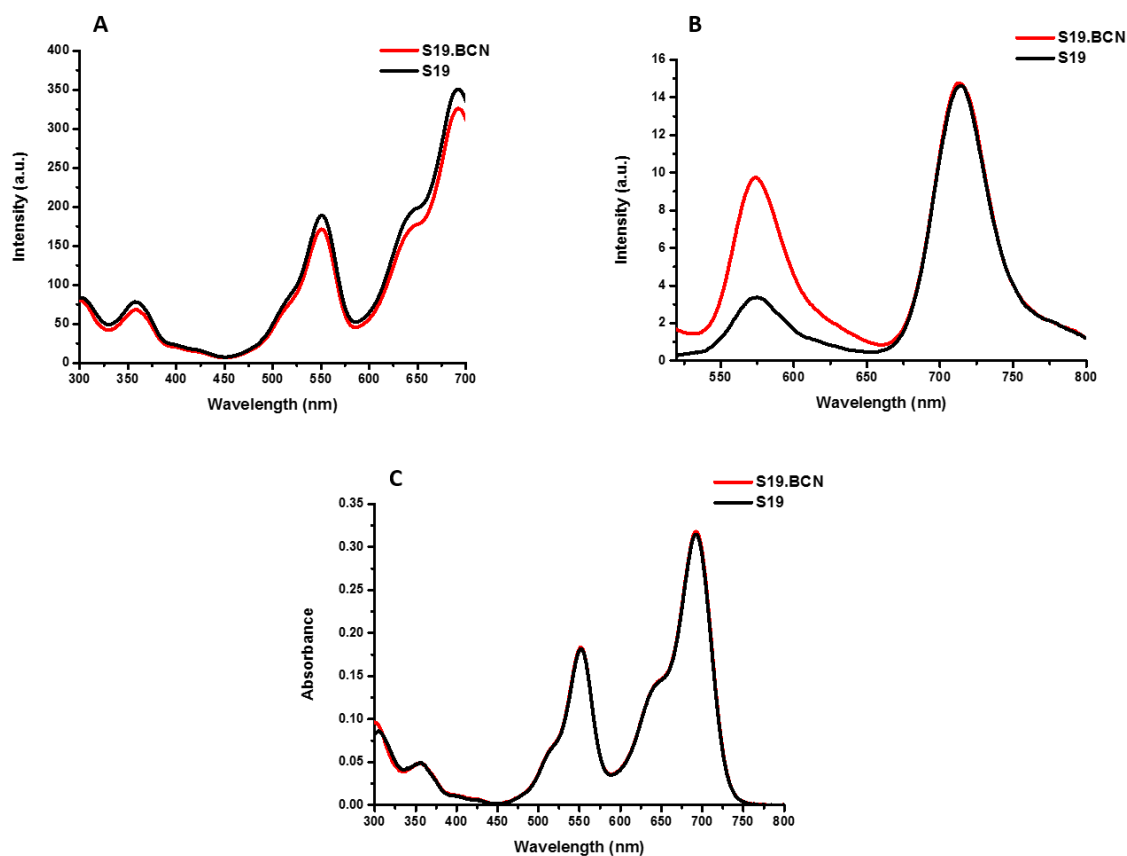 A
S19.BCN
S19
400
350
300
250
200
150
100
50
0
Intensity (a.u.)
300 350 400 450 500 550 600 650 700
Wavelength (nm)
B
S19.BCN
S19
16
14
12
10
8
6
4
2
0
Intensity (a.u.)
550 600 650 700 750 800
Wavelength (nm)
C
S19.BCN
S19
0.35
0.30
0.25
0.20
0.15
0.10
0.05
0.00
Absorbance
300 350 400 450 500 550 600 650 700 750 800
Wavelength (nm)